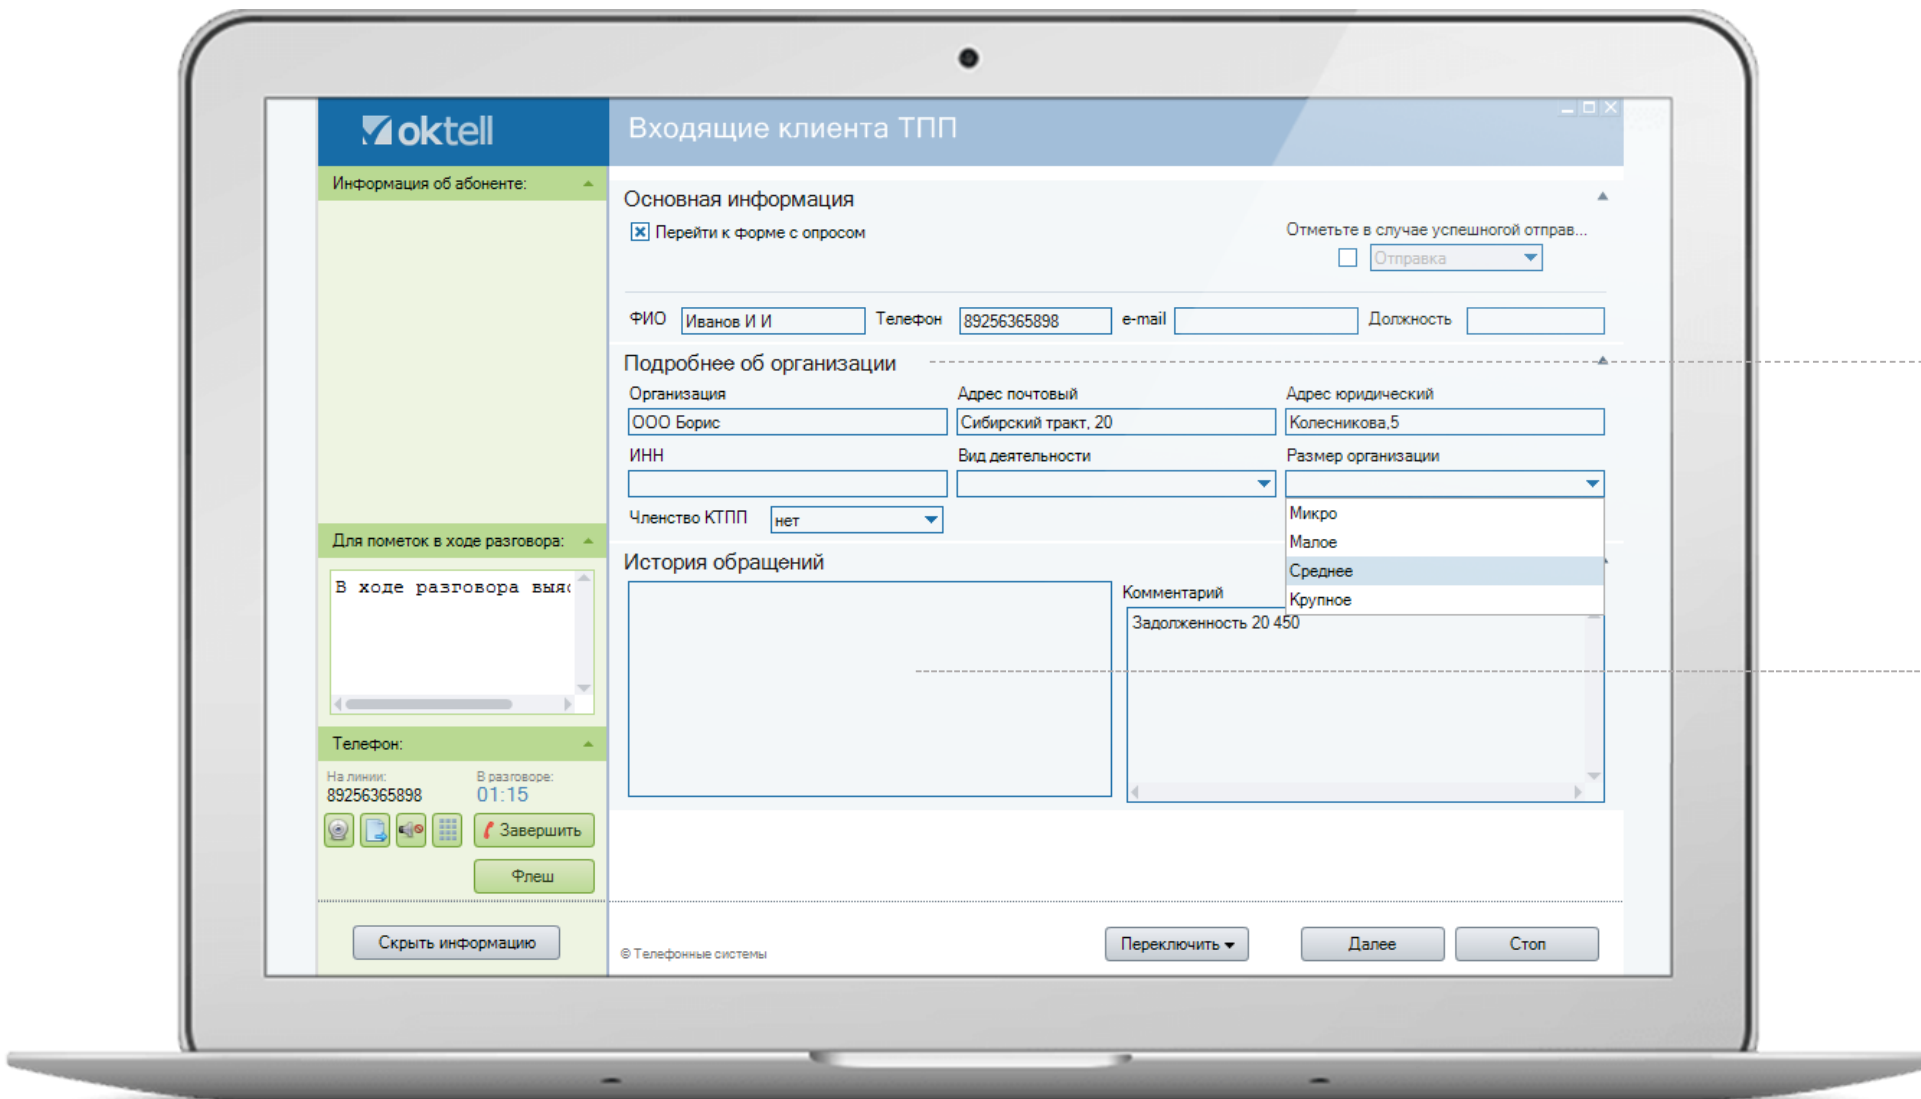 oktell
Входящие клиента ТПП
Информация об абоненте:
Основная информация
Перейти к форме с опросом
Отметьте в случае успешногой отправ...
Отправка
ФИО Иванов И И Телефон 89256365898 e-mail Должность
Подробнее об организации
Организация Адрес почтовый Адрес юридический
ООО Борис Сибирский тракт, 20 Колесникова,5
ИНН Вид деятельности Размер организации
Членство КТПП нет
Микро
Малое
Среднее
Крупное
История обращений
Комментарий
Задолженность 20 450
Для пометок в ходе разговора:
В ходе разговора выяс
Телефон:
На линии: В разговоре:
89256365898 01:15
Завершить
Флеш
Скрыть информацию
© Телефонные системы
Переключить Далее Стоп